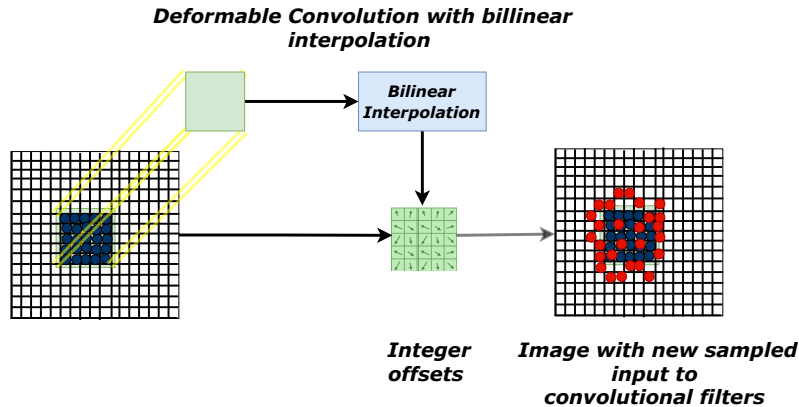 Deformable Convolution with billinear
interpolation
Bilinear
Interpolation
Integer
offsets
Image with new sampled
input to
convolutional filters